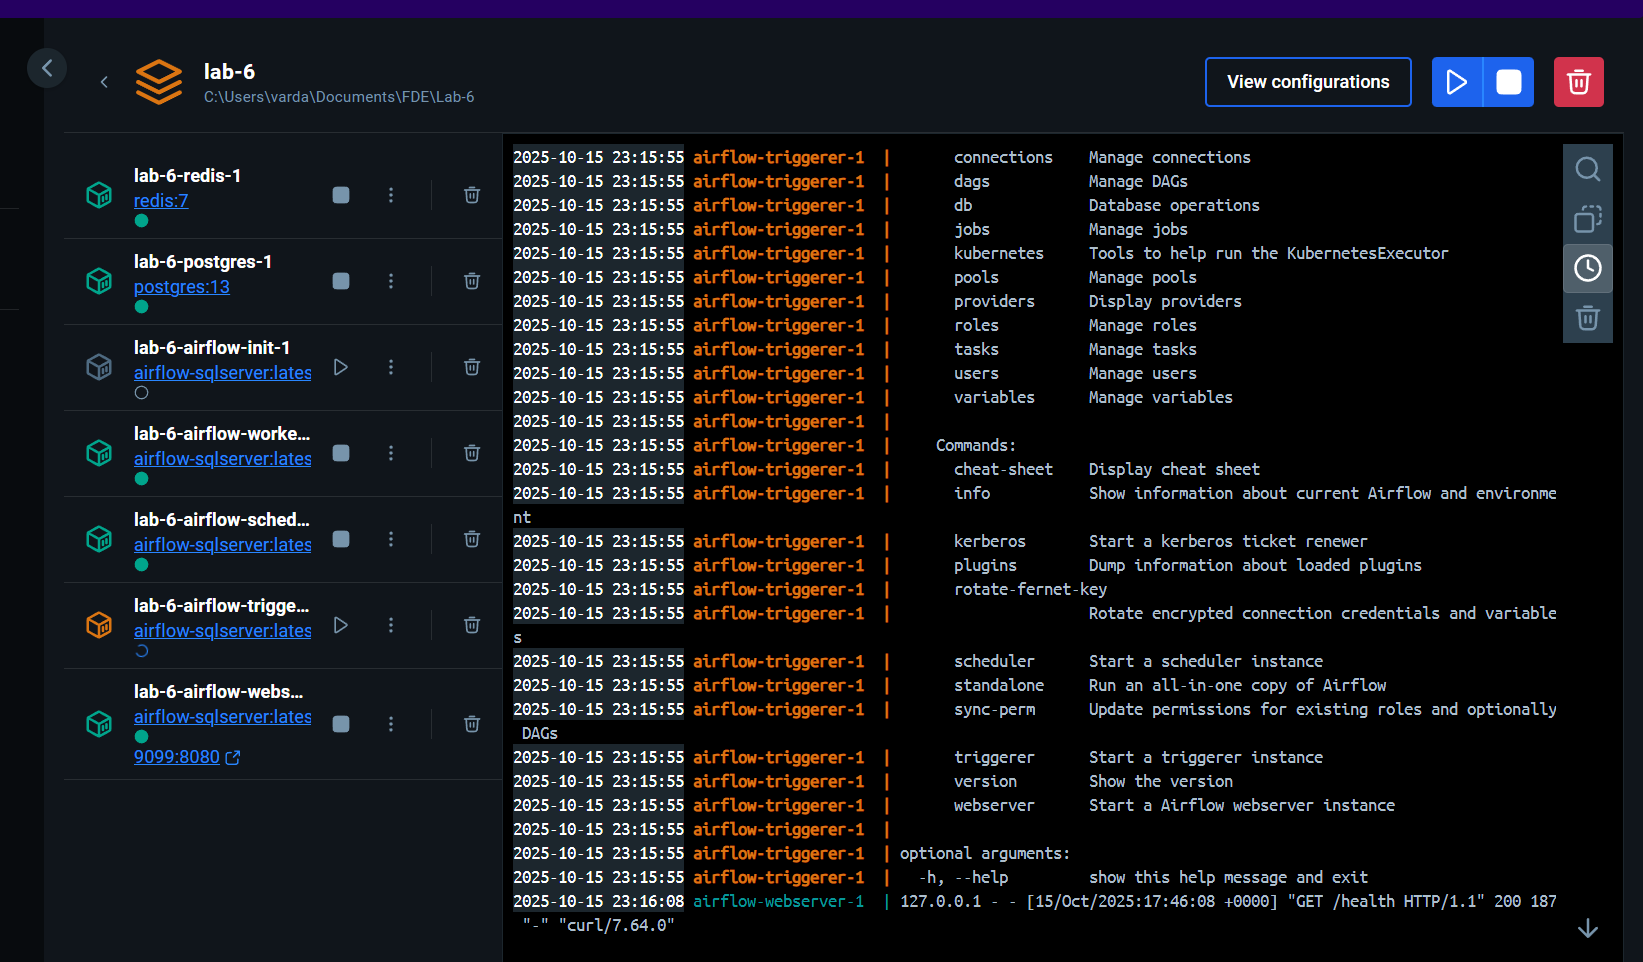 lab-6
C:\Users\varda\Documents\FDE\Lab-6
View configurations
lab-6-redis-1
redis:7
lab-6-postgres-1
postgres:13
lab-6-airflow-init-1
airflow-sqlserver:lates
lab-6-airflow-worke...
airflow-sqlserver:lates
lab-6-airflow-sched...
airflow-sqlserver:lates
lab-6-airflow-trigge...
airflow-sqlserver:lates
lab-6-airflow-webs...
airflow-sqlserver:lates
9099:8080
2025-10-15 23:15:55 airflow-triggerer-1  |       connections    Manage connections
2025-10-15 23:15:55 airflow-triggerer-1  |       dags           Manage DAGs
2025-10-15 23:15:55 airflow-triggerer-1  |       db             Database operations
2025-10-15 23:15:55 airflow-triggerer-1  |       jobs           Manage jobs
2025-10-15 23:15:55 airflow-triggerer-1  |       kubernetes     Tools to help run the KubernetesExecutor
2025-10-15 23:15:55 airflow-triggerer-1  |       pools          Manage pools
2025-10-15 23:15:55 airflow-triggerer-1  |       providers      Display providers
2025-10-15 23:15:55 airflow-triggerer-1  |       roles          Manage roles
2025-10-15 23:15:55 airflow-triggerer-1  |       tasks          Manage tasks
2025-10-15 23:15:55 airflow-triggerer-1  |       users          Manage users
2025-10-15 23:15:55 airflow-triggerer-1  |       variables      Manage variables
2025-10-15 23:15:55 airflow-triggerer-1  |
2025-10-15 23:15:55 airflow-triggerer-1  |     Commands:
2025-10-15 23:15:55 airflow-triggerer-1  |       cheat-sheet    Display cheat sheet
2025-10-15 23:15:55 airflow-triggerer-1  |       info           Show information about current Airflow and environme
nt
2025-10-15 23:15:55 airflow-triggerer-1  |       kerberos       Start a kerberos ticket renewer
2025-10-15 23:15:55 airflow-triggerer-1  |       plugins        Dump information about loaded plugins
2025-10-15 23:15:55 airflow-triggerer-1  |       rotate-fernet-key
2025-10-15 23:15:55 airflow-triggerer-1  |                      Rotate encrypted connection credentials and variable
s
2025-10-15 23:15:55 airflow-triggerer-1  |       scheduler      Start a scheduler instance
2025-10-15 23:15:55 airflow-triggerer-1  |       standalone     Run an all-in-one copy of Airflow
2025-10-15 23:15:55 airflow-triggerer-1  |       sync-perm      Update permissions for existing roles and optionally
DAGs
2025-10-15 23:15:55 airflow-triggerer-1  |       triggerer      Start a triggerer instance
2025-10-15 23:15:55 airflow-triggerer-1  |       version        Show the version
2025-10-15 23:15:55 airflow-triggerer-1  |       webserver      Start a Airflow webserver instance
2025-10-15 23:15:55 airflow-triggerer-1  |
2025-10-15 23:15:55 airflow-triggerer-1  | optional arguments:
2025-10-15 23:15:55 airflow-triggerer-1  |   -h, --help         show this help message and exit
2025-10-15 23:16:08 airflow-webserver-1  | 127.0.0.1 - - [15/Oct/2025:17:46:08 +0000] "GET /health HTTP/1.1" 200 187
"-" "curl/7.64.0"